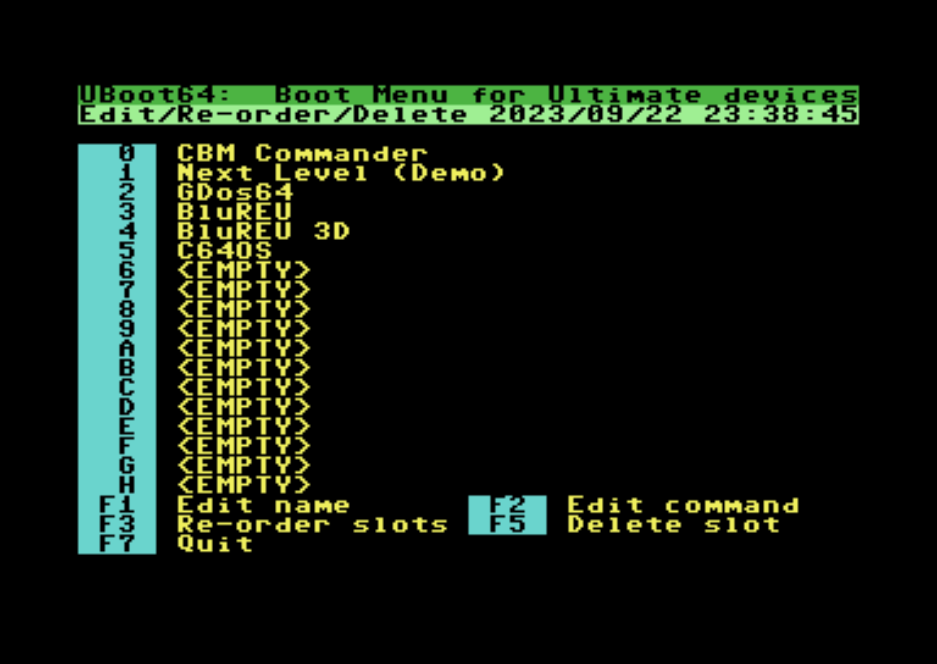 UBoot64: Boot Menu for Ultimate devices
Edit/Re-order/Delete 2023/09/22 23:38:45
0 CBM Commander
1 Next Level (Demo)
2 GDos64
3 BluREU
4 BluREU 3D
5 C64OS
6 <EMPTY>
7 <EMPTY>
8 <EMPTY>
9 <EMPTY>
A <EMPTY>
B <EMPTY>
C <EMPTY>
D <EMPTY>
E <EMPTY>
F <EMPTY>
G <EMPTY>
H <EMPTY>
F1 Edit name F2 Edit command
F3 Re-order slots F5 Delete slot
F7 Quit